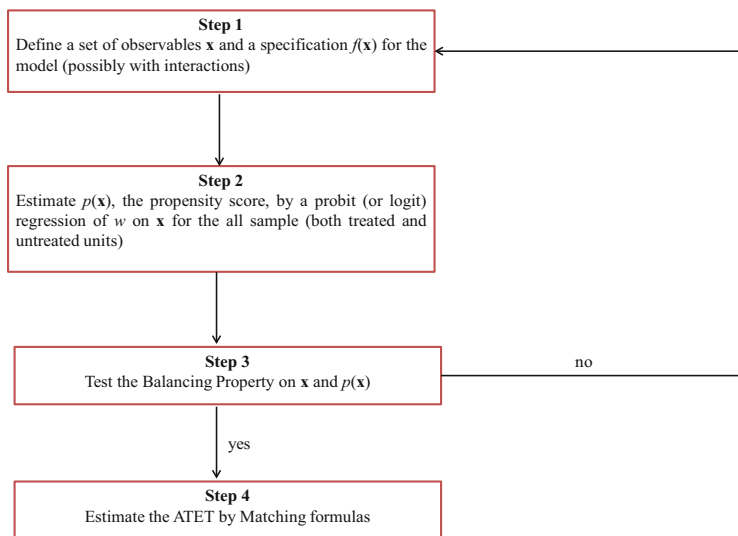 Step 1
Define a set of observables x and a specification f(x) for the
model (possibly with interactions)
Step 2
Estimate p(x), the propensity score, by a probit (or logit)
regression of w on x for the all sample (both treated and
untreated units)
Step 3
Test the Balancing Property on x and p(x)
no
yes
Step 4
Estimate the ATET by Matching formulas